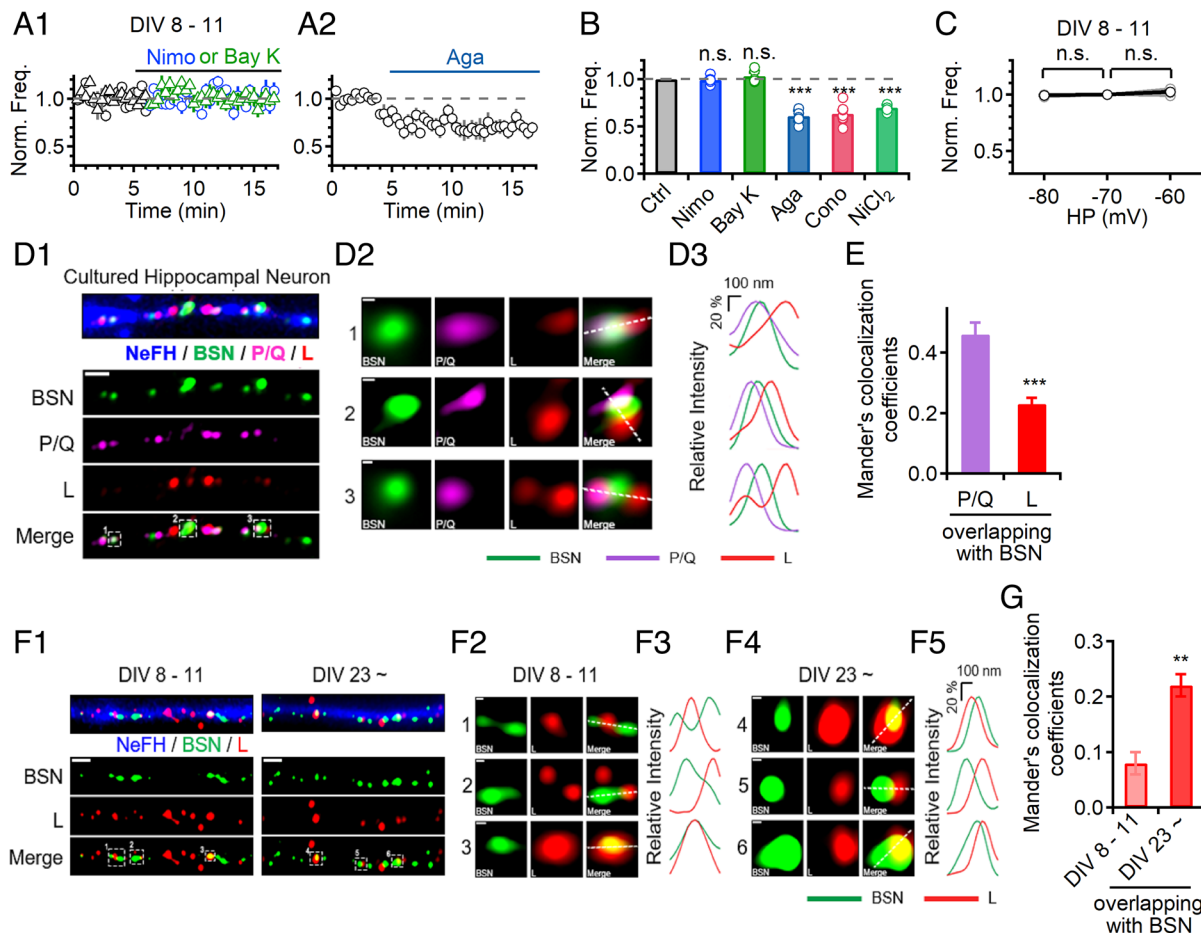 A1
DIV 8 - 11
Nimo or Bay K
Norm. Freq.
1.0
0.5
1.0
0
5
10
15
Time (min)
A2
Aga
1.0
0.5
1.0
0
5
10
15
Time (min)
B
n.s.
n.s.
***
***
***
Norm. Freq.
1.0
0.5
0.0
Ctrl
Nimo
Bay K
Aga
Cono
NiCl2
C
DIV 8 - 11
n.s.
n.s.
Norm. Freq.
1.0
0.5
-80
-70
-60
HP (mV)
D1
Cultured Hippocampal Neuron
NeFH / BSN / P/Q / L
BSN
P/Q
L
Merge
1
2
3
D2
1
BSN
P/Q
L
Merge
2
BSN
P/Q
L
Merge
3
BSN
P/Q
L
Merge
D3
100 nm
20 %
Relative Intensity
BSN
P/Q
L
E
Mander's colocalization
coefficients
0.4
0.2
0.0
***
P/Q
L
overlapping
with BSN
F1
DIV 8 - 11
DIV 23 ~
NeFH / BSN / L
BSN
L
Merge
1
2
3
4
5
6
F2
DIV 8 - 11
1
BSN
L
Merge
2
BSN
L
Merge
3
BSN
L
Merge
F3
Relative Intensity
F4
DIV 23 ~
4
BSN
L
Merge
5
BSN
L
Merge
6
BSN
L
Merge
F5
100 nm
20 %
Relative Intensity
BSN
L
G
Mander's colocalization
coefficients
0.3
0.2
0.1
0.0
**
DIV 8 - 11
DIV 23 ~
overlapping
with BSN